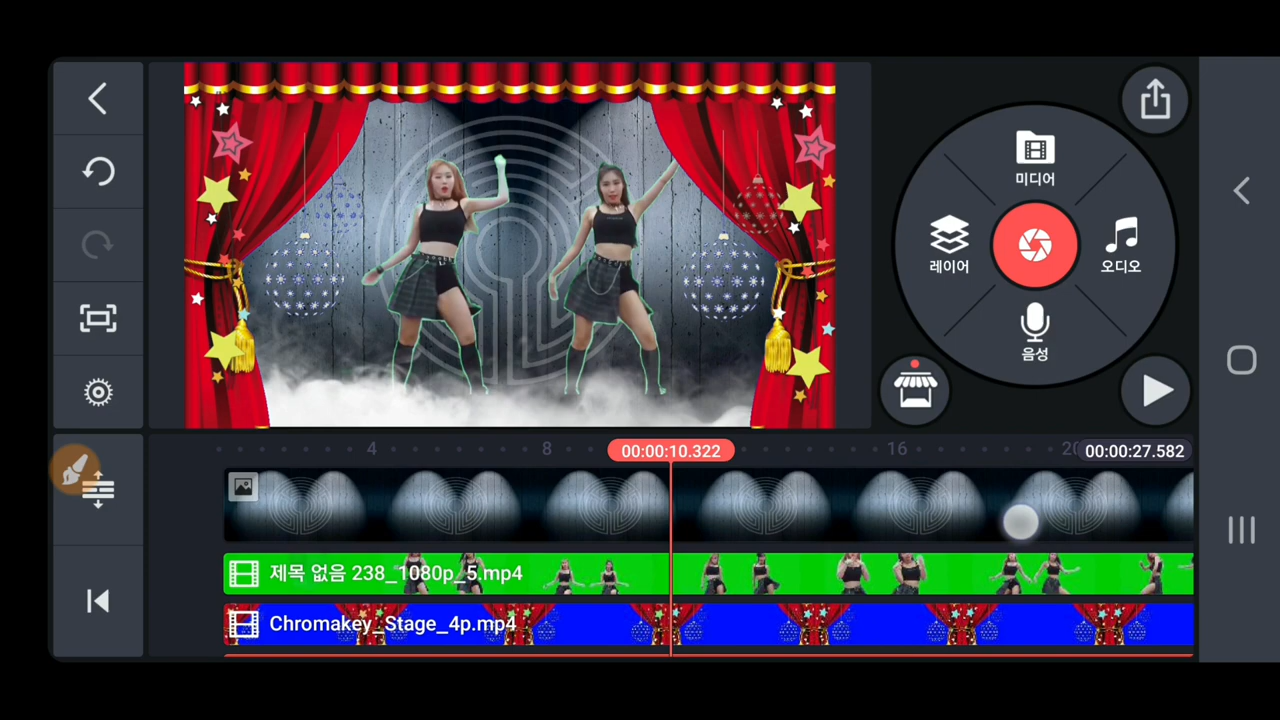 미디어
레이어
오디오
음성
4
8
00:00:10.322
16
20
00:00:27.582
제목 없음 238_1080p_5.mp4
Chromakey_Stage_4p.mp4